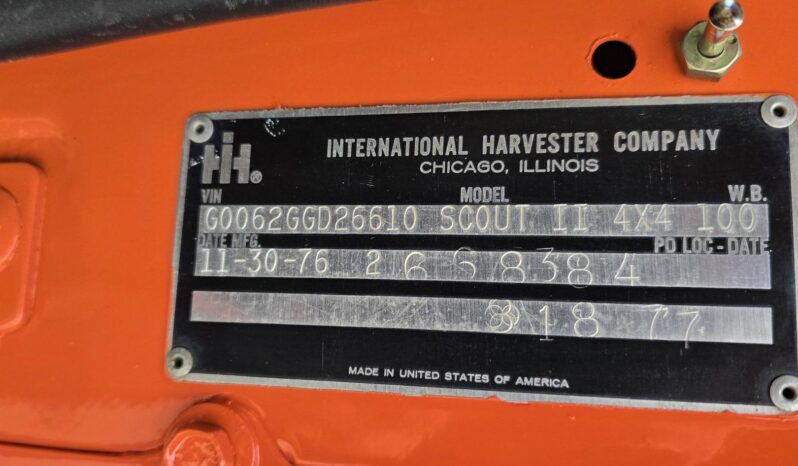 IH®
INTERNATIONAL HARVESTER COMPANY
CHICAGO, ILLINOIS
VIN MODEL W.B.
G0062GGD26610 SCOUT II 4X4 100
DATE MFG. PD LOC - DATE
11-30-76 2 6 8 8 3 8 4
18 77
MADE IN UNITED STATES OF AMERICA